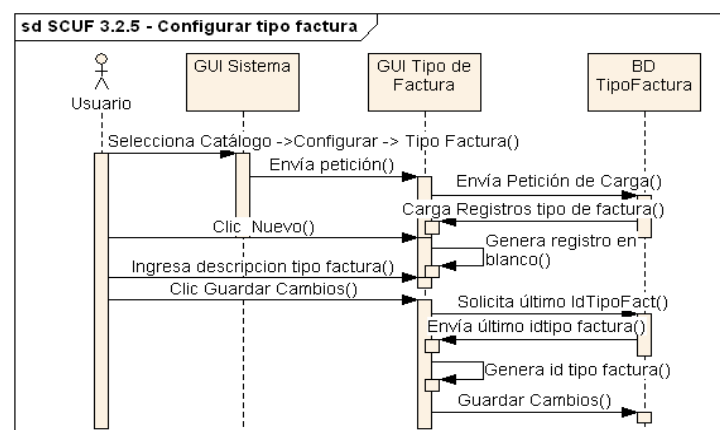 sd SCUF 3.2.5 - Configurar tipo factura
GUI Sistema
GUI Tipo de
Factura
BD
TipoFactura
Usuario
Selecciona Catálogo ->Configurar -> Tipo Factura()
Envía petición()
Envía Petición de Carga()
Carga Registros tipo de factura()
Clic Nuevo()
Genera registro en
blanco()
Ingresa descripcion tipo factura()
Clic Guardar Cambios()
Solicita último IdTipoFact()
Envía último idtipo factura()
Genera id tipo factura()
Guardar Cambios()